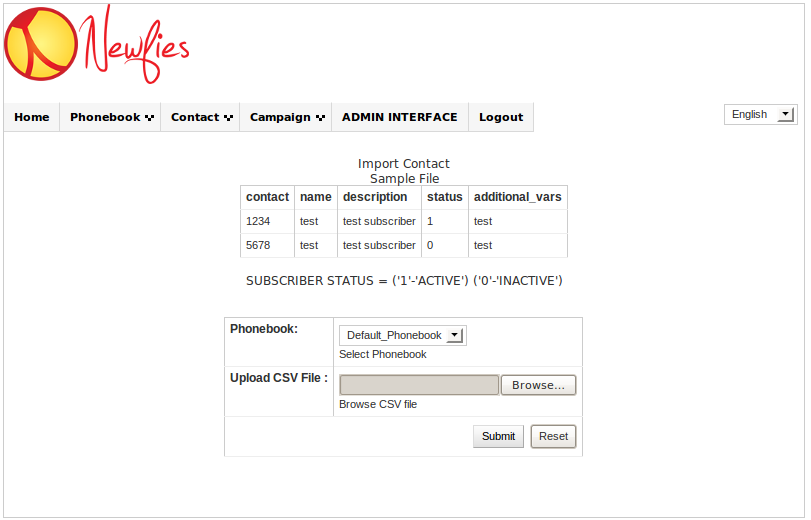 Newfies
Home Phonebook Contact Campaign ADMIN INTERFACE Logout English
Import Contact
Sample File
contact name description status additional_vars
1234 test test subscriber 1 test
5678 test test subscriber 0 test
SUBSCRIBER STATUS = ('1'-'ACTIVE') ('0'-'INACTIVE')
Phonebook: Default_Phonebook
Select Phonebook
Upload CSV File : Browse...
Browse CSV file
Submit Reset